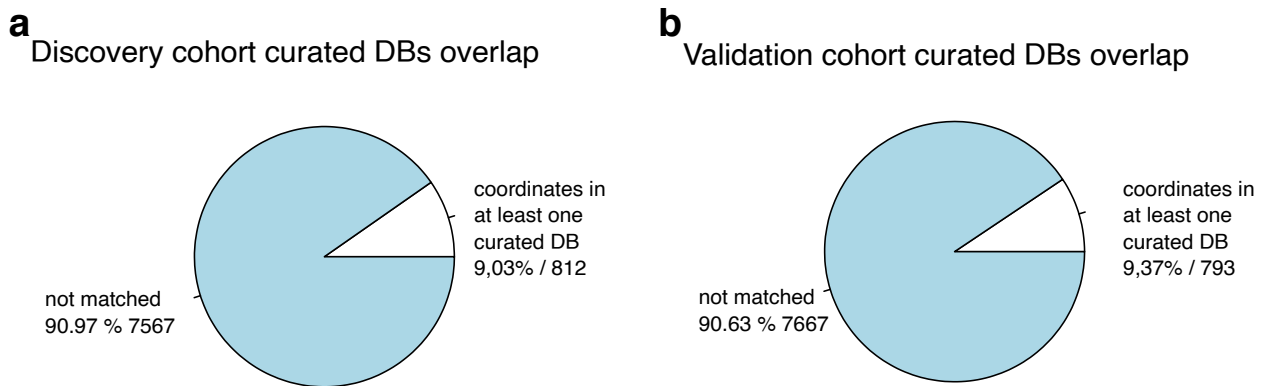 a
Discovery cohort curated DBs overlap
coordinates in
at least one
curated DB
9,03% / 812
not matched
90.97 % 7567
b
Validation cohort curated DBs overlap
coordinates in
at least one
curated DB
9,37% / 793
not matched
90.63 % 7667